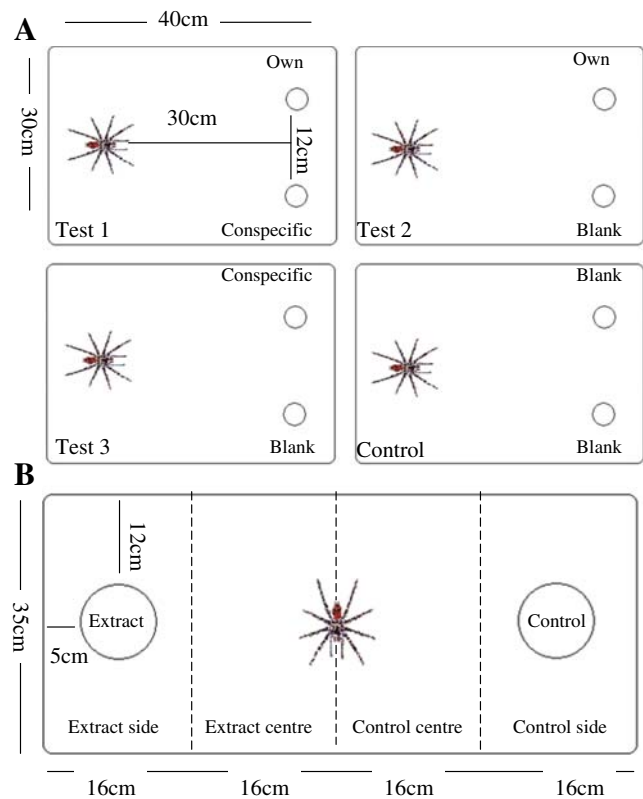 40cm
A
Own
Own
30cm
30cm
12cm
Test 1
Conspecific
Test 2
Blank
Conspecific
Blank
Test 3
Blank
Control
Blank
B
12cm
35cm
Extract
Control
5cm
Extract side
Extract centre
Control centre
Control side
16cm
16cm
16cm
16cm